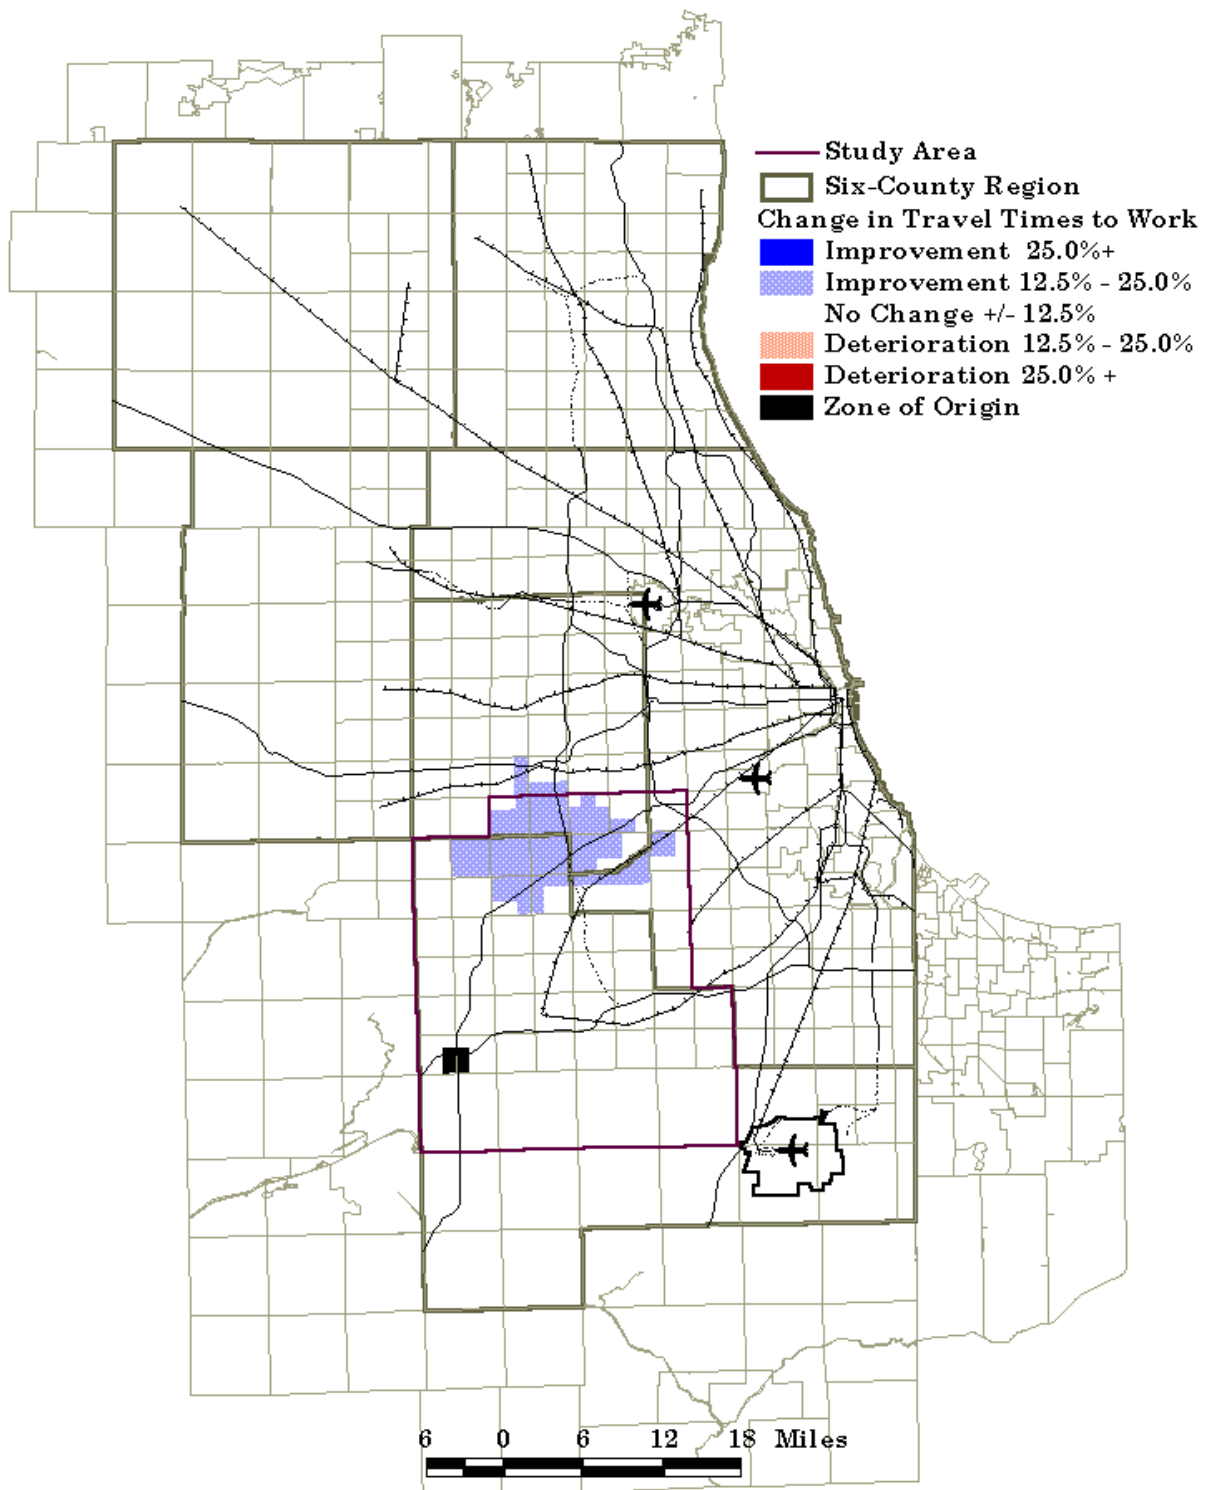 Study Area
Six-County Region
Change in Travel Times to Work
Improvement 25.0%+
Improvement 12.5% - 25.0%
No Change +/- 12.5%
Deterioration 12.5% - 25.0%
Deterioration 25.0% +
Zone of Origin
6 0 6 12 18 Miles